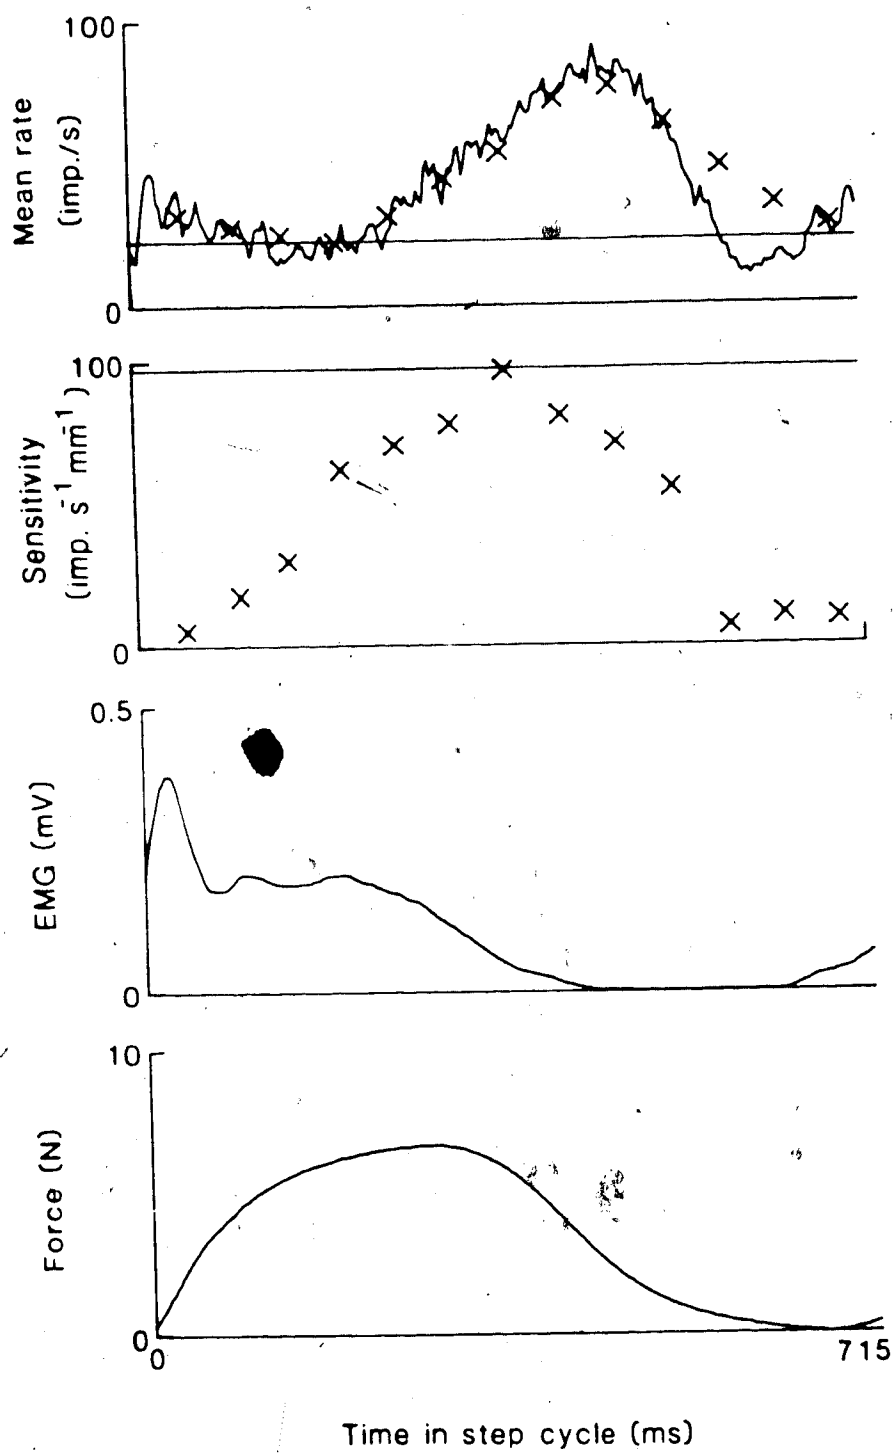 100
Mean rate
(imp./s)
0
100
Sensitivity
(imp. s⁻¹ mm⁻¹)
0
0.5
EMG (mV)
0
10
Force (N)
0
0
715
Time in step cycle (ms)